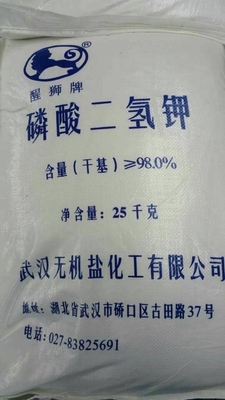 ®
醒狮牌
磷酸二氢钾
含量(干基)≥98.0%
净含量:25千克
武汉无机盐化工有限公司
地址:湖北省武汉市硚口区古田路37号
电话:027-83825691